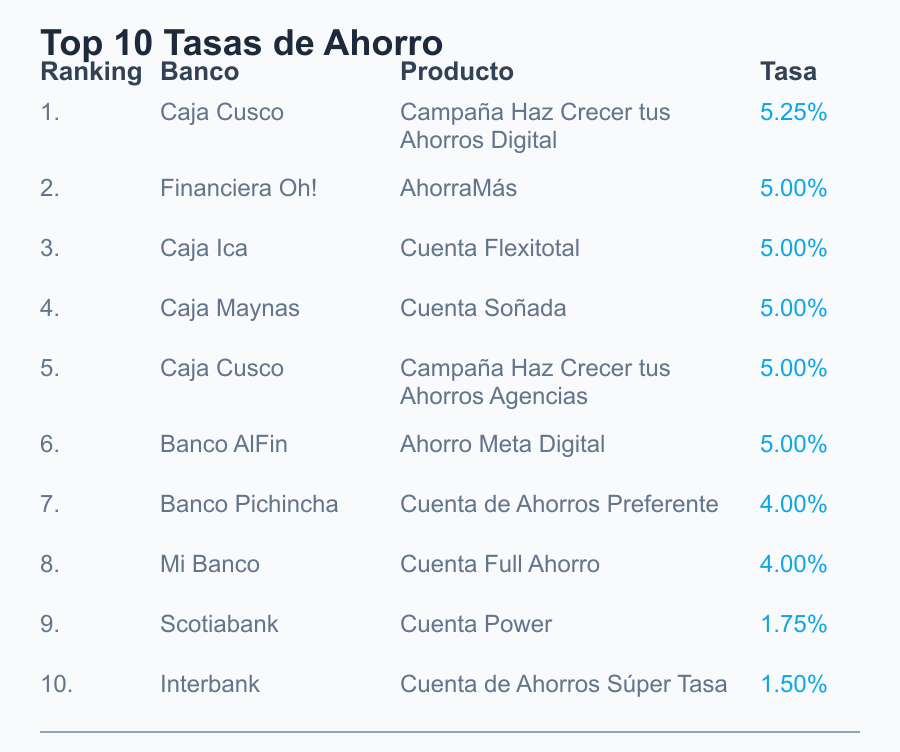 Top 10 Tasas de Ahorro
Ranking Banco Producto Tasa
1. Caja Cusco Campaña Haz Crecer tus 5.25%
Ahorros Digital
2. Financiera Oh! AhorraMás 5.00%
3. Caja Ica Cuenta Flexitotal 5.00%
4. Caja Maynas Cuenta Soñada 5.00%
5. Caja Cusco Campaña Haz Crecer tus 5.00%
Ahorros Agencias
6. Banco AlFin Ahorro Meta Digital 5.00%
7. Banco Pichincha Cuenta de Ahorros Preferente 4.00%
8. Mi Banco Cuenta Full Ahorro 4.00%
9. Scotiabank Cuenta Power 1.75%
10. Interbank Cuenta de Ahorros Súper Tasa 1.50%